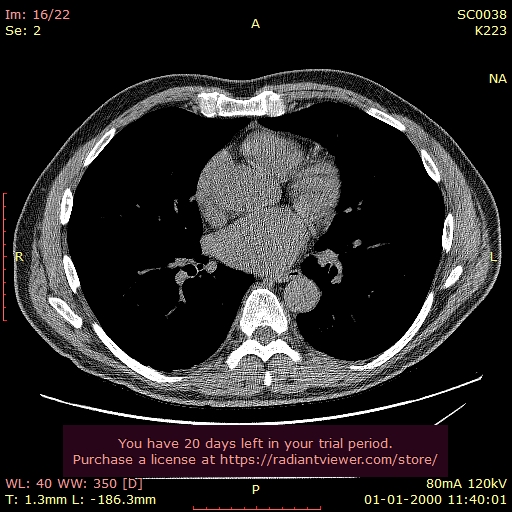 Im: 16/22
Se: 2
A
SC0038
K223
NA
R
L
You have 20 days left in your trial period.
Purchase a license at https://radiantviewer.com/store/
WL: 40 WW: 350 [D]
T: 1.3mm L: -186.3mm
P
80mA 120kV
01-01-2000 11:40:01